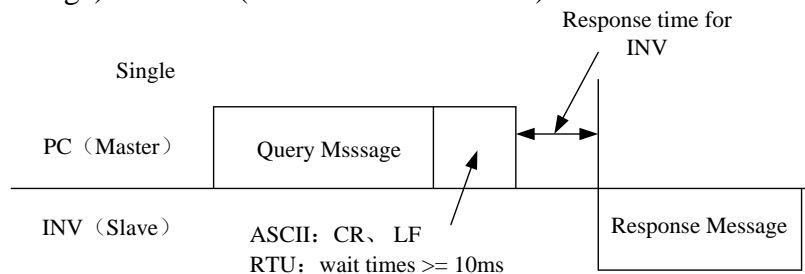 Response time for
INV
Single
PC（Master）
Query Msssage
INV（Slave）
Response Message
ASCII：CR、LF
RTU：wait times >= 10ms